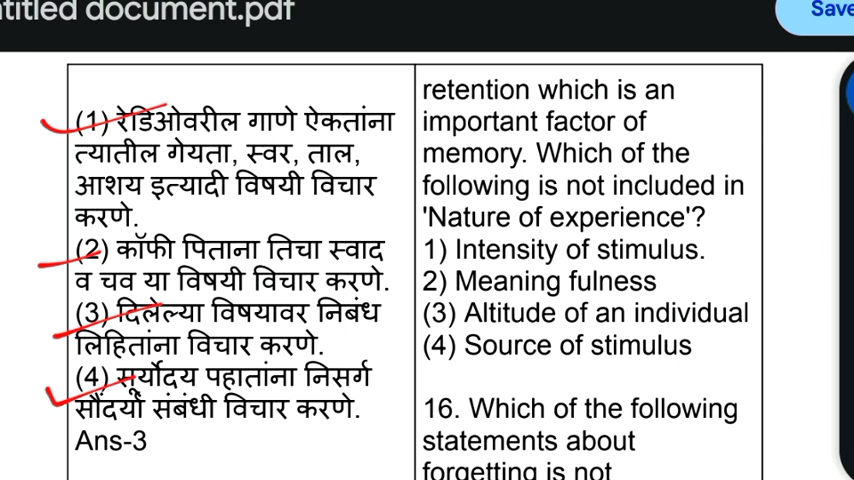 ntitled document.pdf
Save
(1) रेडिओवरील गाणे ऐकतांना
त्यातील गेयता, स्वर, ताल,
आशय इत्यादी विषयी विचार
करणे.
(2) कॉफी पिताना तिचा स्वाद
व चव या विषयी विचार करणे.
(3) दिलेल्या विषयावर निबंध
लिहितांना विचार करणे.
(4) सूर्योदय पहातांना निसर्ग
सौंदर्या संबंधी विचार करणे.
Ans-3
retention which is an
important factor of
memory. Which of the
following is not included in
'Nature of experience'?
1) Intensity of stimulus.
2) Meaning fulness
(3) Altitude of an individual
(4) Source of stimulus
16. Which of the following
statements about
forgetting is not